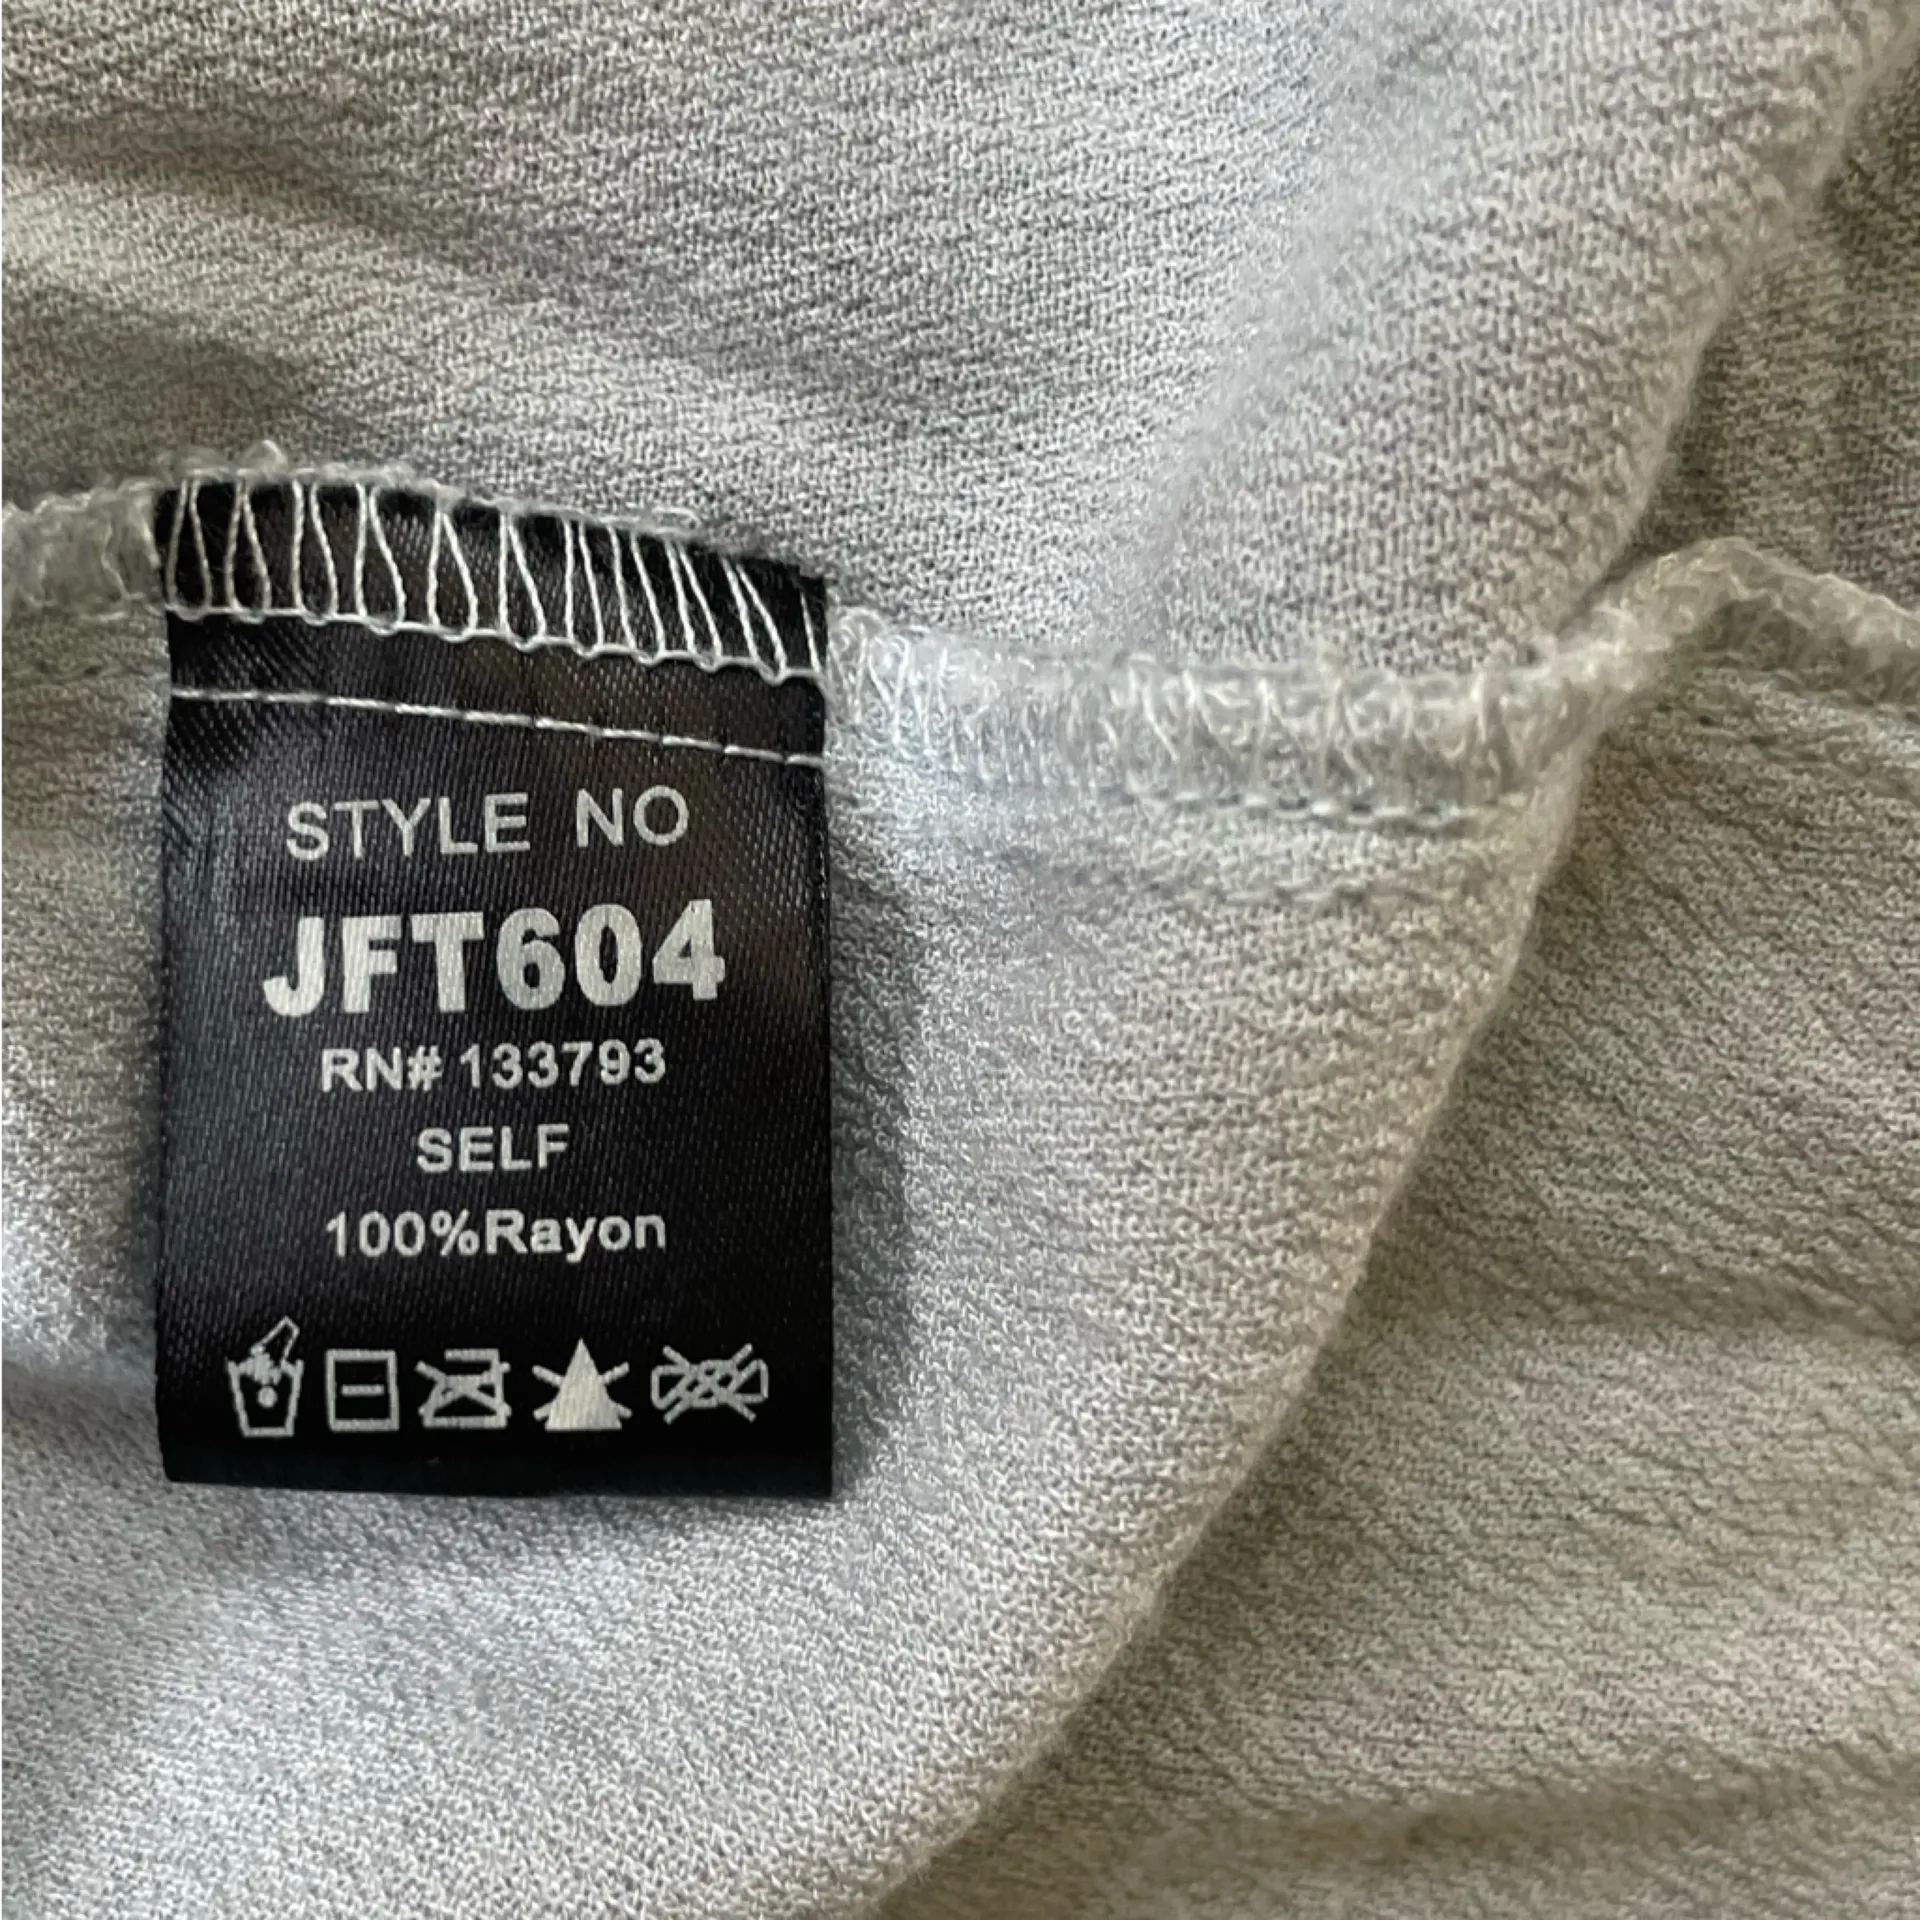 STYLE NO
JFT604
RN# 133793
SELF
100%Rayon